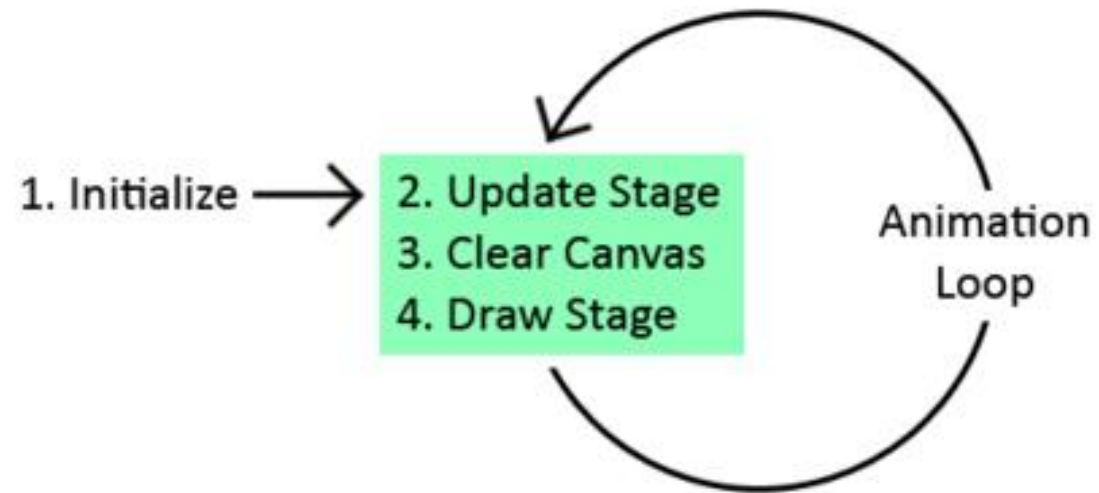 1. Initialize
2. Update Stage
3. Clear Canvas
4. Draw Stage
Animation
Loop